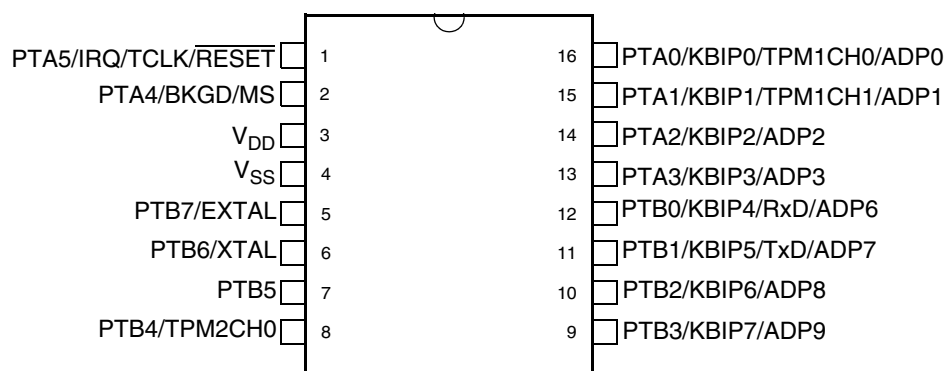 PTA5/IRQ/TCLK/RESET 1 16 PTA0/KBIP0/TPM1CH0/ADP0
PTA4/BKGD/MS 2 15 PTA1/KBIP1/TPM1CH1/ADP1
VDD 3 14 PTA2/KBIP2/ADP2
VSS 4 13 PTA3/KBIP3/ADP3
PTB7/EXTAL 5 12 PTB0/KBIP4/RxD/ADP6
PTB6/XTAL 6 11 PTB1/KBIP5/TxD/ADP7
PTB5 7 10 PTB2/KBIP6/ADP8
PTB4/TPM2CH0 8 9 PTB3/KBIP7/ADP9